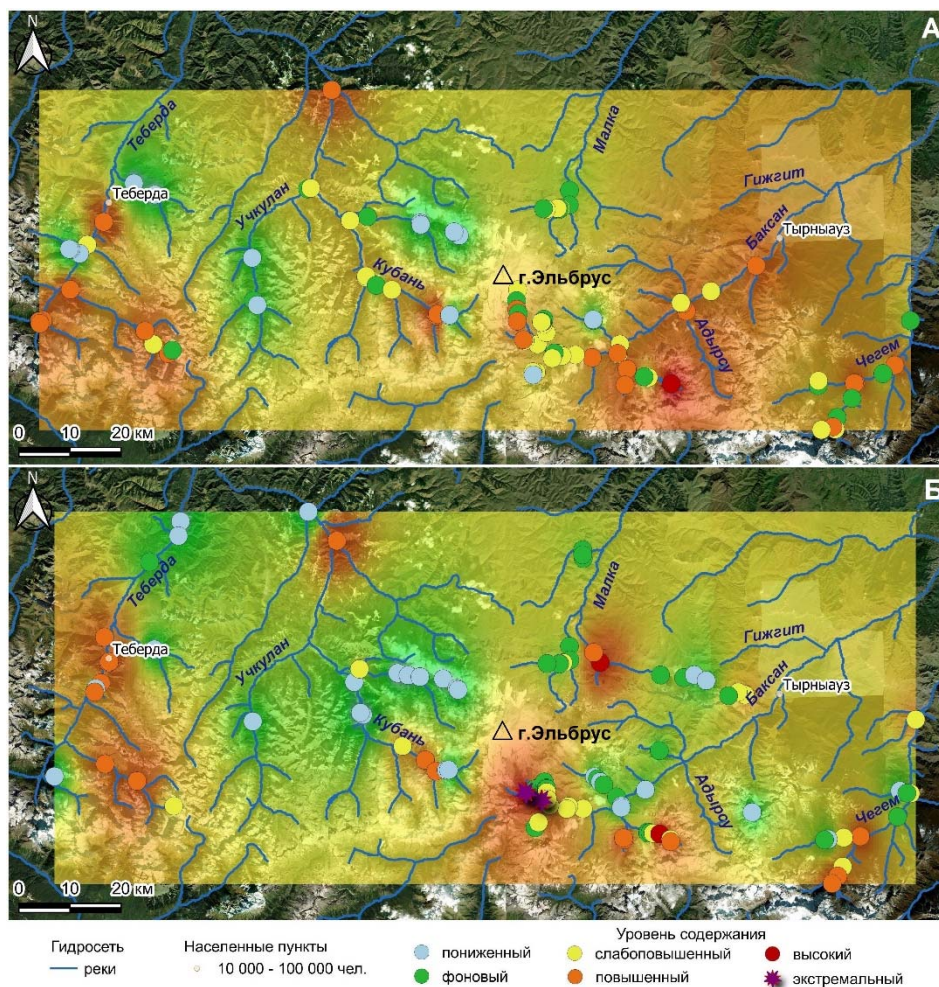 N
А
Теберда
Малка
Теберда
Гижгит
Учкулан
Баксан
Тырныауз
Кубань
г.Эльбрус
Адырсу
Чегем
0 10 20 км
N
Б
Теберда
Малка
Гижгит
Теберда
Учкулан
Баксан
Тырныауз
Кубань
г.Эльбрус
Адырсу
Чегем
0 10 20 км
Гидросеть Населенные пункты Уровень содержания
реки 10 000 - 100 000 чел. пониженный слабоповышенный высокий
фоновый повышенный экстремальный